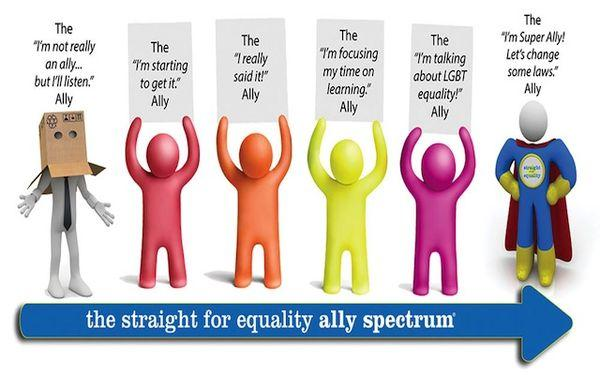 The
"I'm not really
an ally...
but I'll listen."
Ally
The
"I'm starting
to get it."
Ally
The
"I really
said it!"
Ally
The
"I'm focusing
my time on
learning."
Ally
The
"I'm talking
about LGBT
equality!"
Ally
The
"I'm Super Ally!
Let's change
some laws."
Ally
straight
for
equality
the straight for equality ally spectrum®